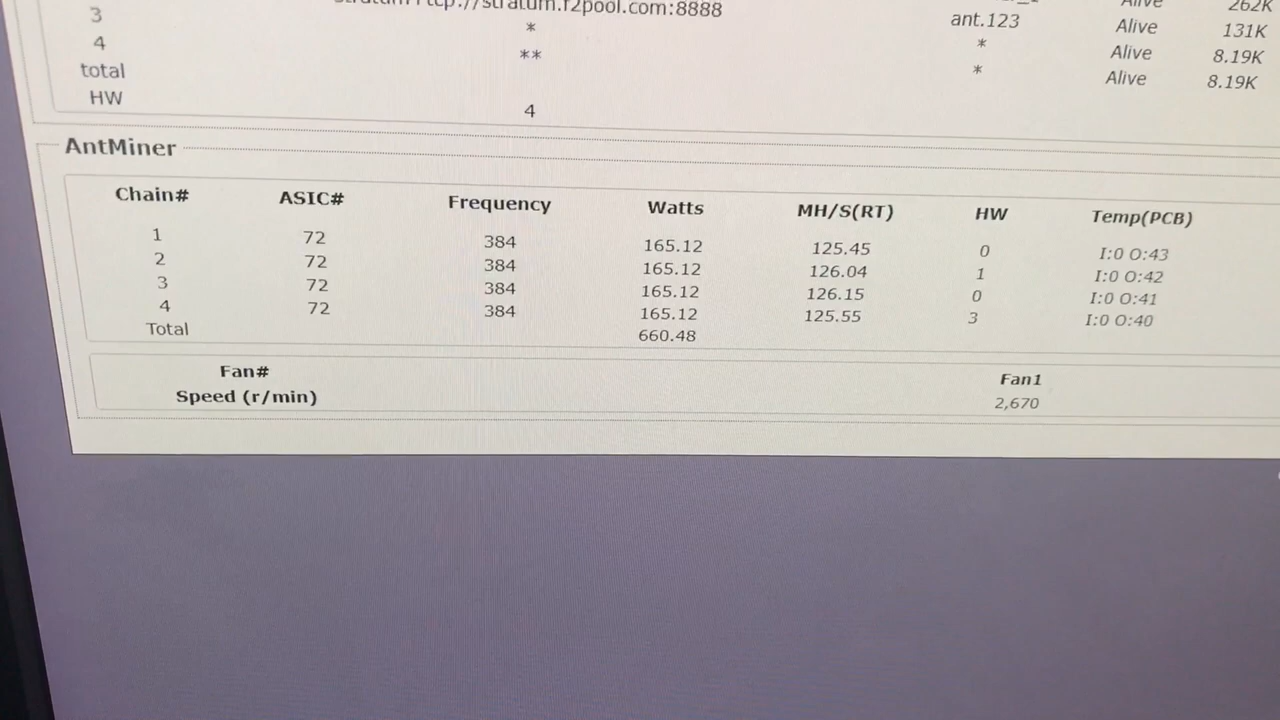 stratum+tcp://stratum.f2pool.com:8888 Alive 262K
3 * ant.123 Alive 131K
4 ** * Alive 8.19K
total * Alive 8.19K
HW 4
AntMiner
Chain# ASIC# Frequency Watts MH/S(RT) HW Temp(PCB)
1 72 384 165.12 125.45 0 I:0 O:43
2 72 384 165.12 126.04 1 I:0 O:42
3 72 384 165.12 126.15 0 I:0 O:41
4 72 384 165.12 125.55 3 I:0 O:40
Total 660.48
Fan# Fan1
Speed (r/min) 2,670